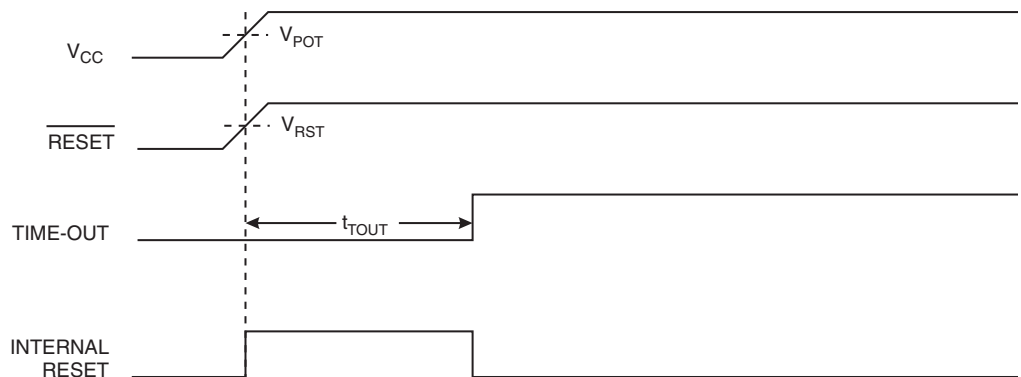 V_CC
V_POT
RESET
V_RST
TIME-OUT
t_TOUT
INTERNAL
RESET